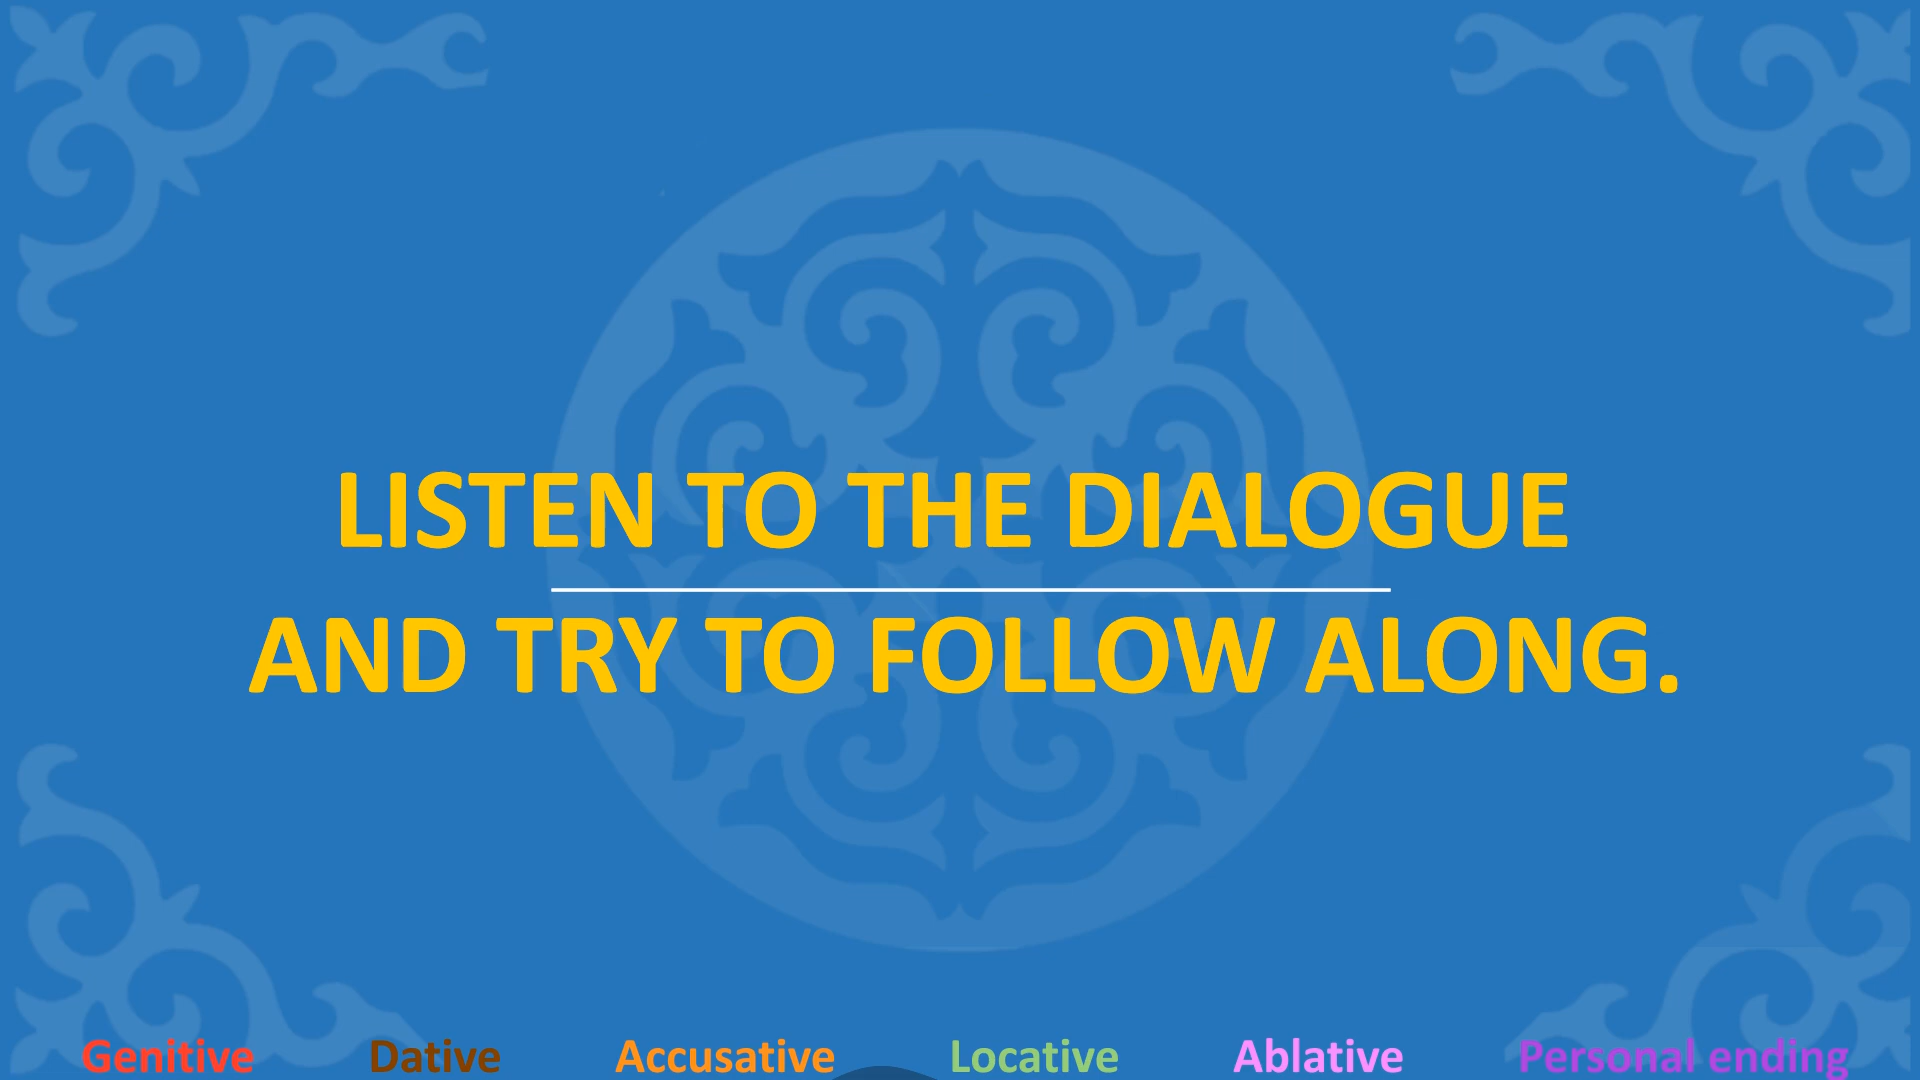 LISTEN TO THE DIALOGUE
AND TRY TO FOLLOW ALONG.
Genitive Dative Accusative Locative Ablative Personal ending